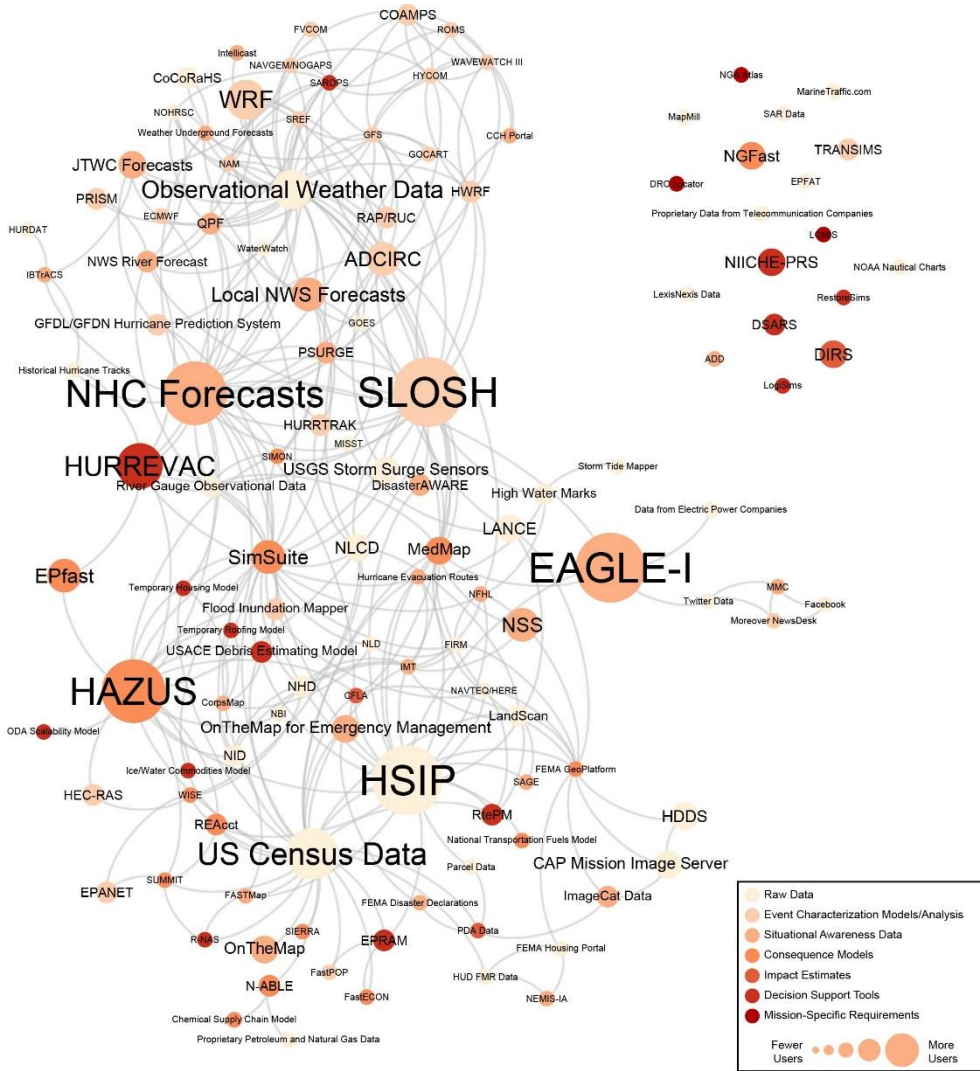 COAMPS
FVCOM
ROMS
Intellicast
NAVGEM/NOGAPS
WAVEWATCH III
CoCoRaHS
SAROPS
HYCOM
WRF
NOHRSC
SREF
Weather Underground Forecasts
GFS
CCH Portal
GOCART
JTWC Forecasts
NAM
Observational Weather Data
HWRF
PRISM
ECMWF
QPF
RAP/RUC
HURDAT
WaterWatch
ADCIRC
NWS River Forecast
IBTrACS
Local NWS Forecasts
GFDL/GFDN Hurricane Prediction System
GOES
PSURGE
Historical Hurricane Tracks
NHC Forecasts
SLOSH
HURRTRAK
MISST
HURREVAC
SIMON
USGS Storm Surge Sensors
River Gauge Observational Data
DisasterAWARE
High Water Marks
Storm Tide Mapper
LANCE
Data from Electric Power Companies
EPfast
SimSuite
NLCD
MedMap
EAGLE-I
Hurricane Evacuation Routes
Temporary Housing Model
NFHL
Twitter Data
MMC
Facebook
Moreover NewsDesk
Flood Inundation Mapper
Temporary Roofing Model
NSS
USACE Debris Estimating Model
NLD
FIRM
IMT
HAZUS
NHD
CFLA
NAVTEQ/HERE
CorpsMap
NBI
LandScan
OnTheMap for Emergency Management
ODA Scalability Model
NID
Ice/Water Commodities Model
HSIP
FEMA GeoPlatform
SAGE
HEC-RAS
WISE
RtePM
HDDS
REAcct
National Transportation Fuels Model
US Census Data
Parcel Data
CAP Mission Image Server
SUMMIT
EPANET
FASTMap
FEMA Disaster Declarations
ImageCat Data
R-NAS
SIERRA
EPRAM
PDA Data
OnTheMap
FEMA Housing Portal
FastPOP
HUD FMR Data
N-ABLE
FastECON
NEMIS-IA
Chemical Supply Chain Model
Proprietary Petroleum and Natural Gas Data
NGA Atlas
MarineTraffic.com
MapMill
SAR Data
NGFast
TRANSIMS
DRC Locator
EPFAT
Proprietary Data from Telecommunication Companies
NIICHE-PRS
NOAA Nautical Charts
LexisNexis Data
RestoreSims
DSARS
ADD
DIRS
LogiSims
Raw Data
Event Characterization Models/Analysis
Situational Awareness Data
Consequence Models
Impact Estimates
Decision Support Tools
Mission-Specific Requirements
Fewer
Users
More
Users